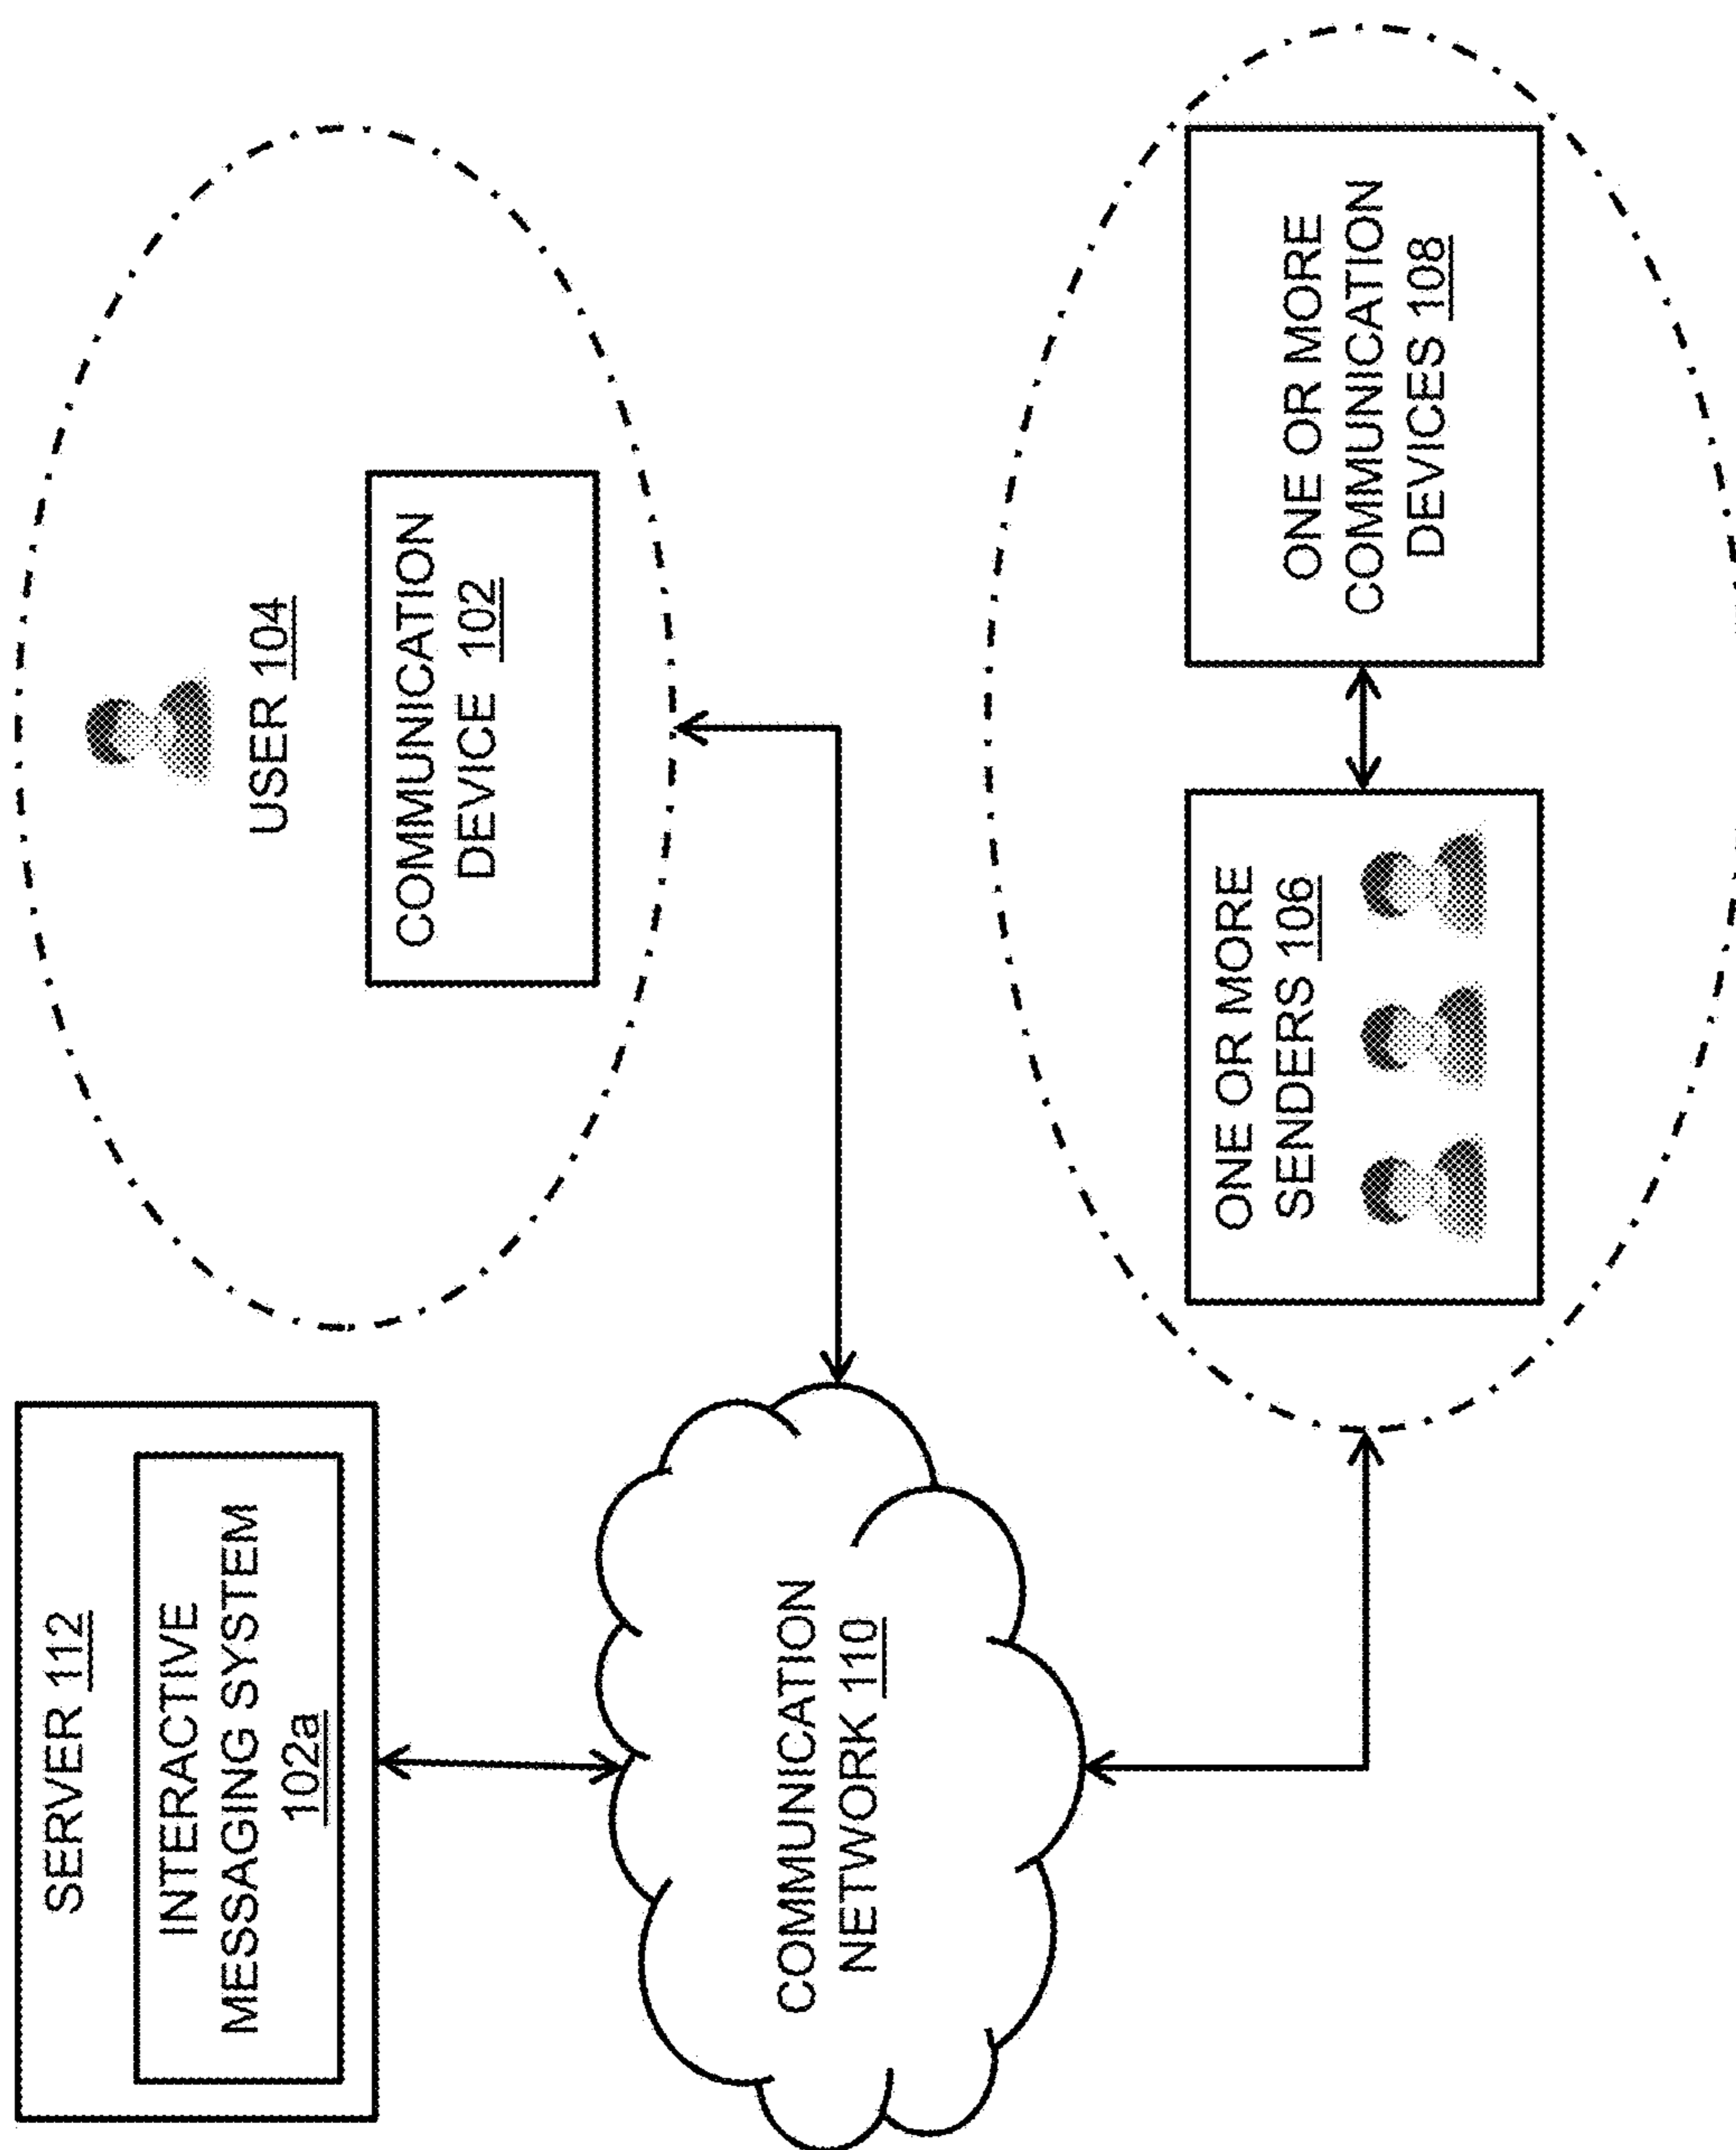 SERVER 112
INTERACTIVE
MESSAGING SYSTEM
102a
USER 104
COMMUNICATION
DEVICE 102
COMMUNICATION
NETWORK 110
ONE OR MORE
SENDERS 106
ONE OR MORE
COMMUNICATION
DEVICES 108